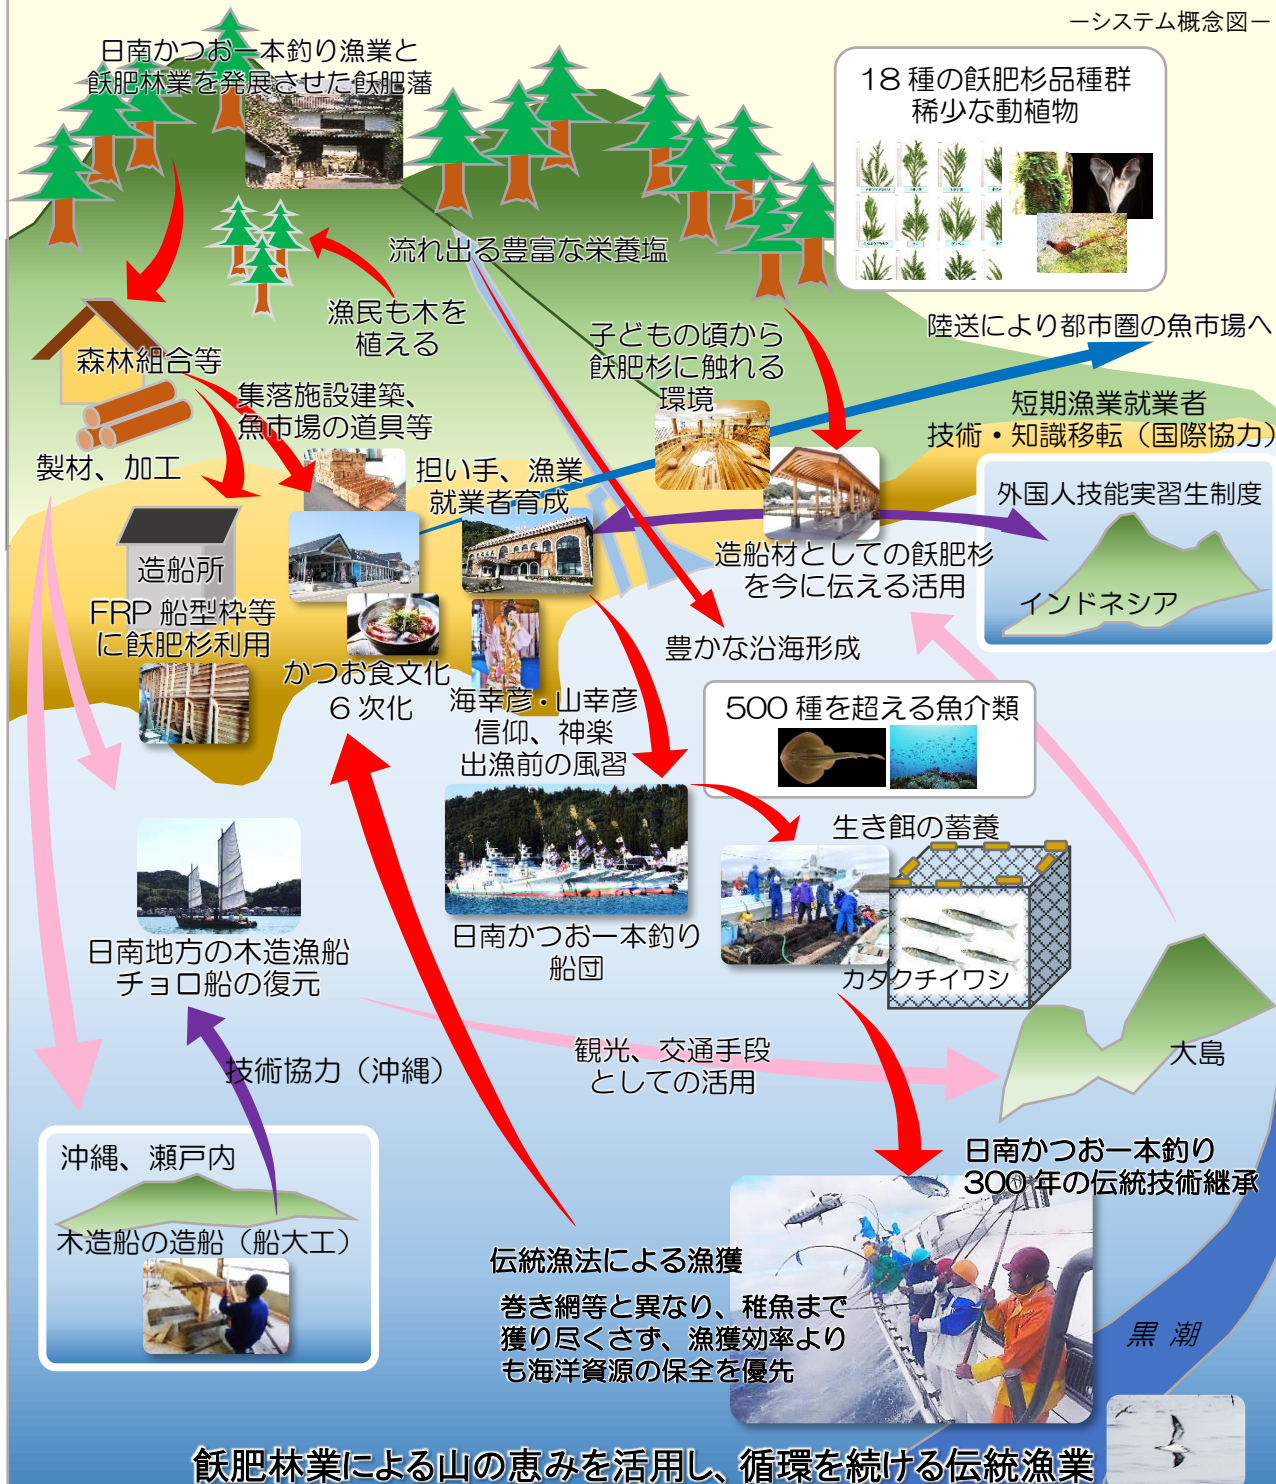 －システム概念図－
日南かつお一本釣り漁業と
飫肥林業を発展させた飫肥藩
18 種の飫肥杉品種群
稀少な動植物
流れ出る豊富な栄養塩
漁民も木を
植える
子どもの頃から
飫肥杉に触れる
環境
陸送により都市圏の魚市場へ
森林組合等
集落施設建築、
魚市場の道具等
製材、加工
短期漁業就業者
技術・知識移転（国際協力）
担い手、漁業
就業者育成
外国人技能実習生制度
インドネシア
造船所
FRP 船型枠等
に飫肥杉利用
造船材としての飫肥杉
を今に伝える活用
豊かな沿海形成
かつお食文化
6 次化
海幸彦・山幸彦
信仰、神楽
出漁前の風習
500 種を超える魚介類
生き餌の蓄養
カタクチイワシ
日南かつお一本釣り
船団
日南地方の木造漁船
チョロ船の復元
技術協力（沖縄）
観光、交通手段
としての活用
大島
沖縄、瀬戸内
木造船の造船（船大工）
日南かつお一本釣り
300 年の伝統技術継承
伝統漁法による漁獲
巻き網等と異なり、稚魚まで
獲り尽くさず、漁獲効率より
も海洋資源の保全を優先
黒 潮
飫肥林業による山の恵みを活用し、循環を続ける伝統漁業